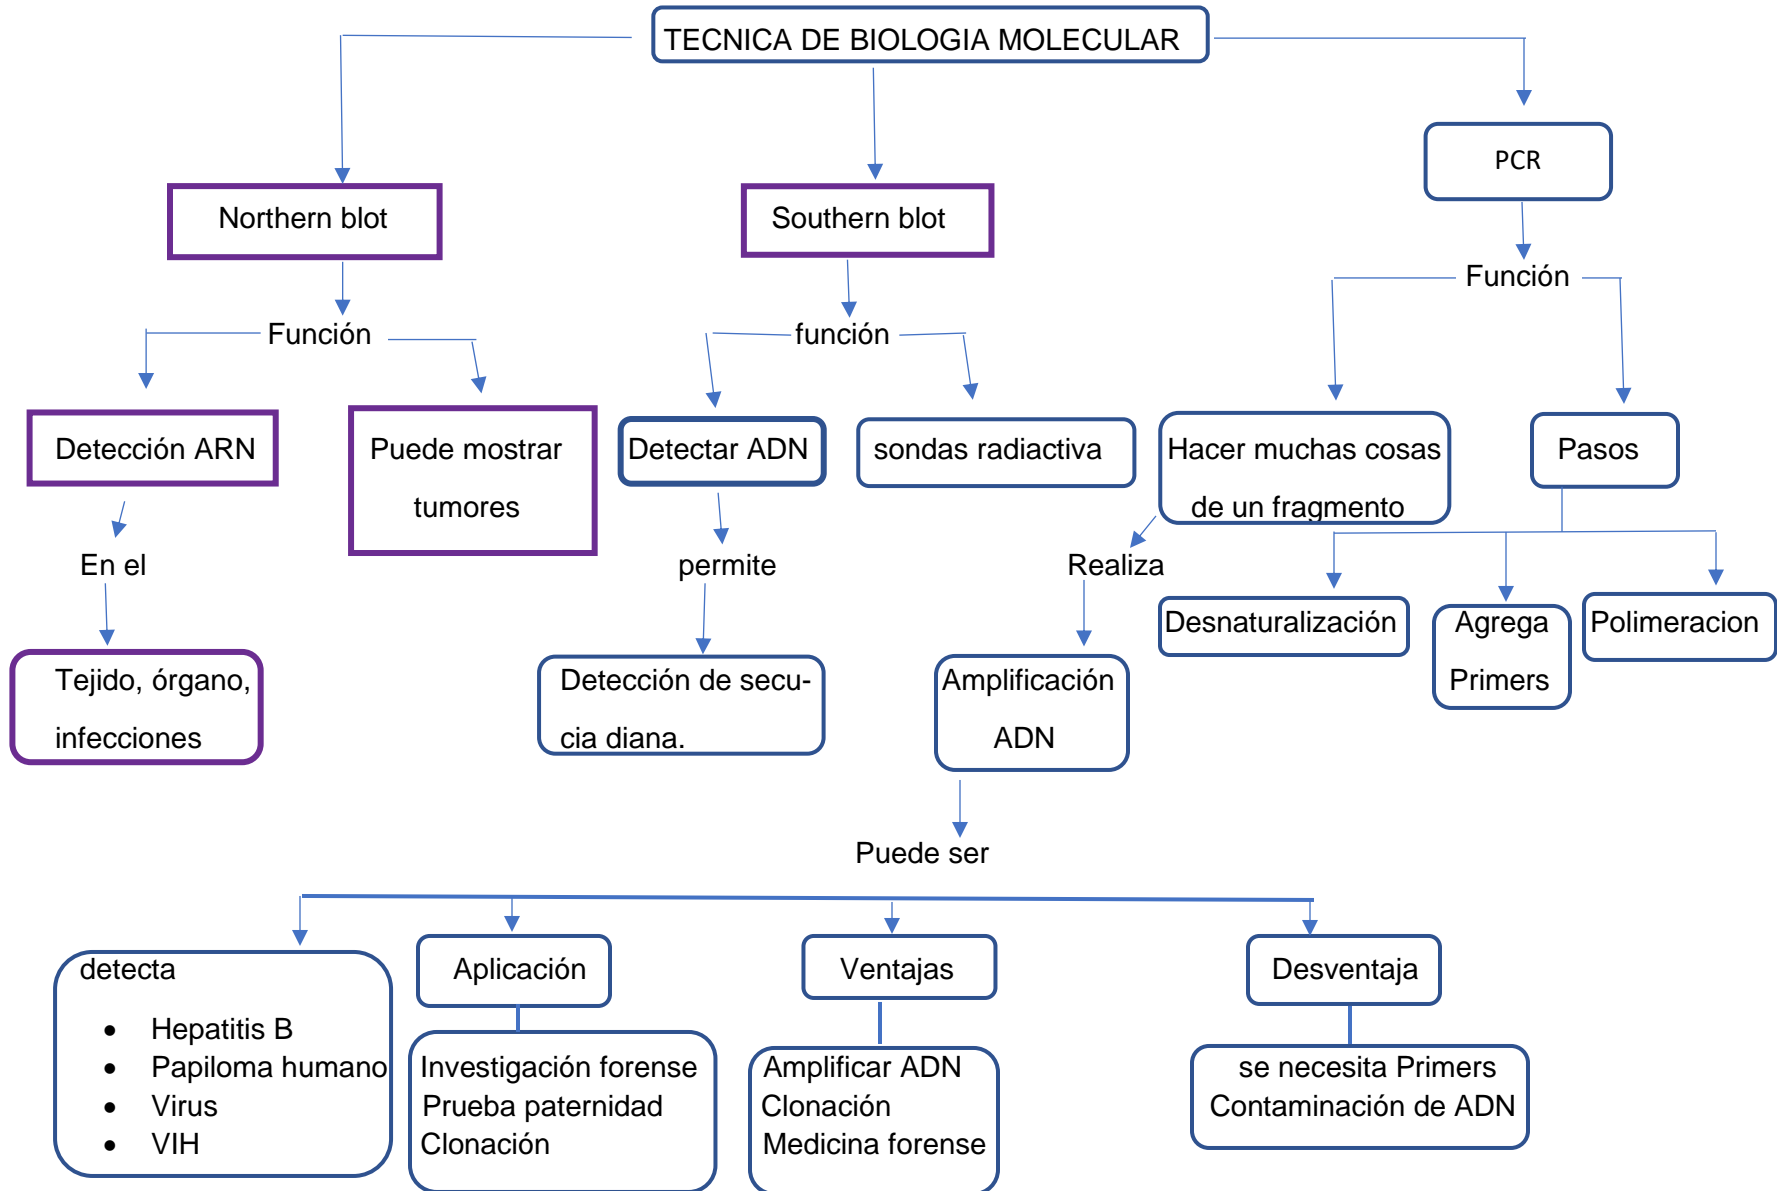 TECNICA DE BIOLOGIA MOLECULAR
PCR
Northern blot
Southern blot
Función
Función
función
Detección ARN
Puede mostrar
tumores
Detectar ADN
sondas radiactiva
Hacer muchas cosas
de un fragmento
Pasos
En el
permite
Realiza
Desnaturalización
Agrega
Primers
Polimeracion
Tejido, órgano,
infecciones
Detección de secu-
cia diana.
Amplificación
ADN
Puede ser
detecta
• Hepatitis B
• Papiloma humano
• Virus
• VIH
Aplicación
Investigación forense
Prueba paternidad
Clonación
Ventajas
Amplificar ADN
Clonación
Medicina forense
Desventaja
se necesita Primers
Contaminación de ADN